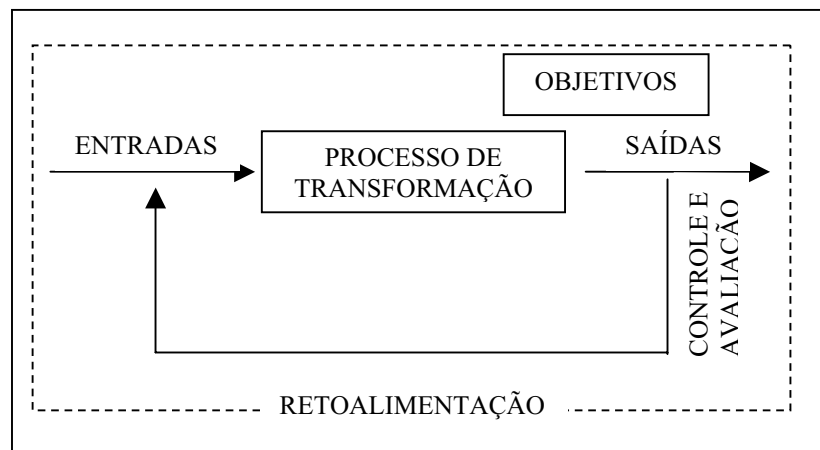 OBJETIVOS
ENTRADAS
PROCESSO DE
TRANSFORMAÇÃO
SAÍDAS
CONTROLE E
AVALIAÇÃO
RETOALIMENTAÇÃO